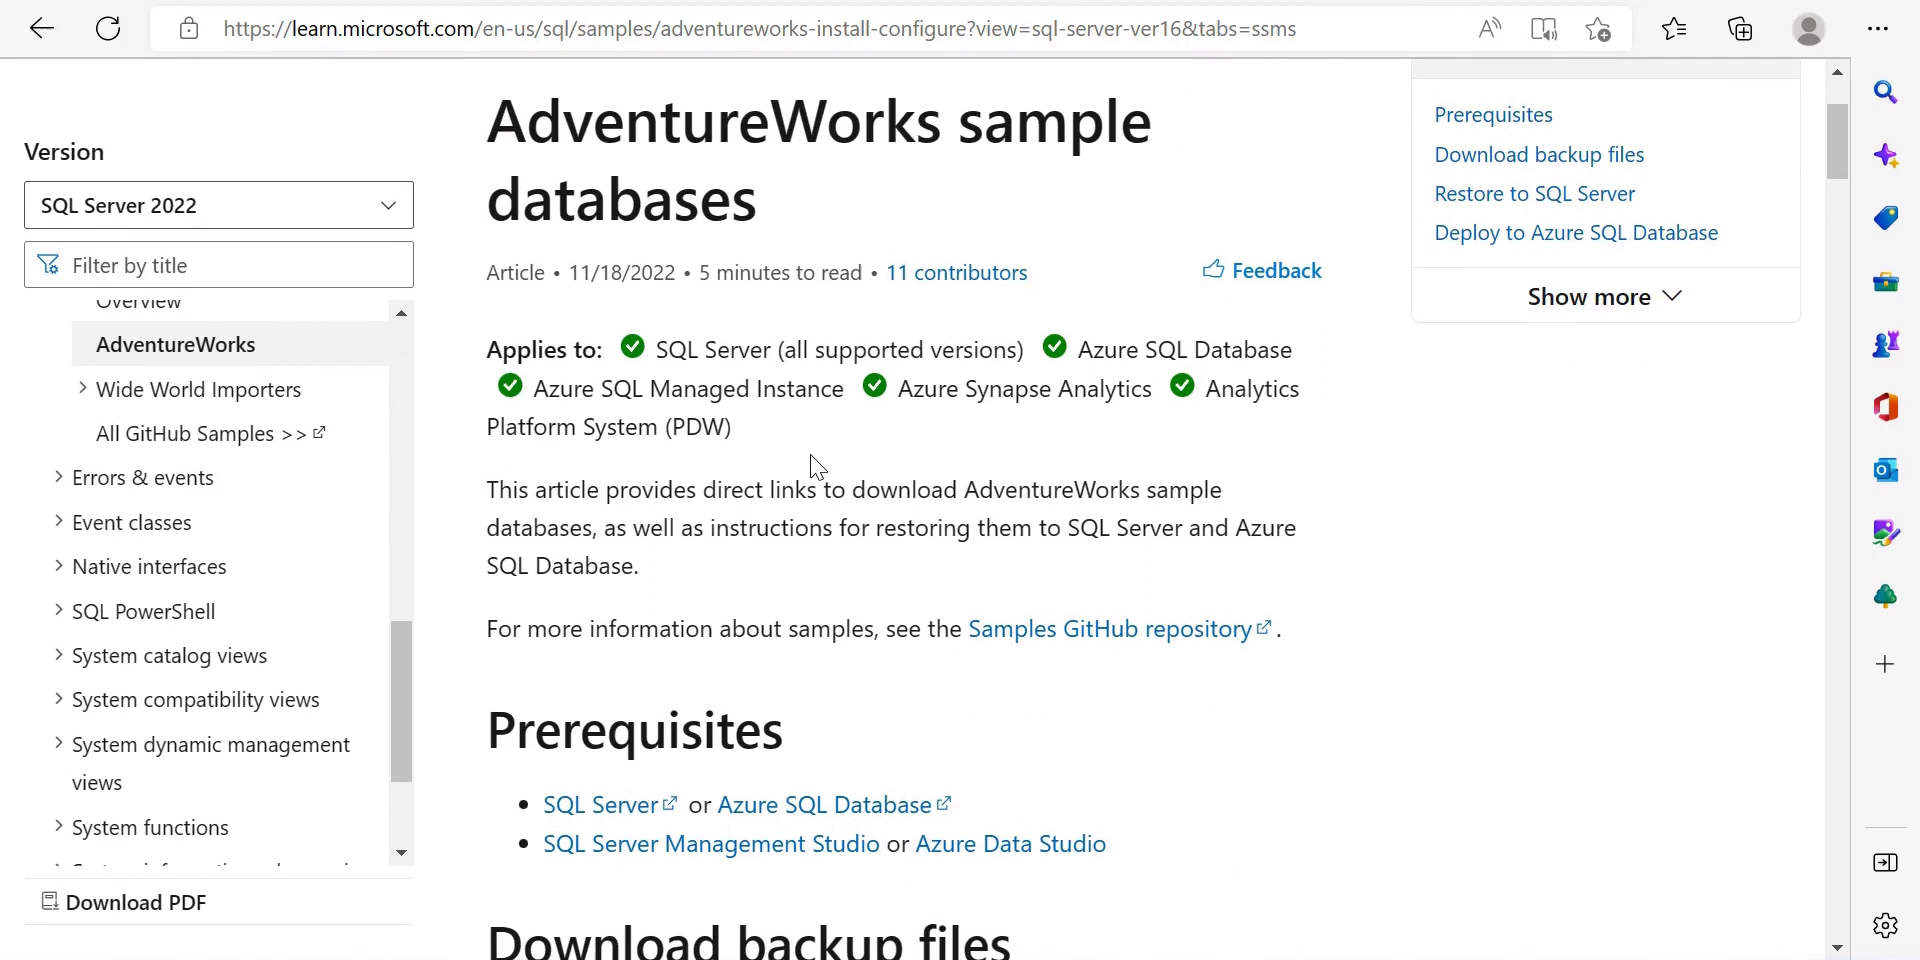 https://learn.microsoft.com/en-us/sql/samples/adventureworks-install-configure?view=sql-server-ver16&tabs=ssms
Version
SQL Server 2022
Filter by title
Overview
AdventureWorks
Wide World Importers
All GitHub Samples >>
Errors & events
Event classes
Native interfaces
SQL PowerShell
System catalog views
System compatibility views
System dynamic management
views
System functions
Download PDF
AdventureWorks sample
databases
Article • 11/18/2022 • 5 minutes to read • 11 contributors
Feedback
Applies to: SQL Server (all supported versions) Azure SQL Database
Azure SQL Managed Instance Azure Synapse Analytics Analytics
Platform System (PDW)
This article provides direct links to download AdventureWorks sample
databases, as well as instructions for restoring them to SQL Server and Azure
SQL Database.
For more information about samples, see the Samples GitHub repository.
Prerequisites
• SQL Server or Azure SQL Database
• SQL Server Management Studio or Azure Data Studio
Download backup files
Prerequisites
Download backup files
Restore to SQL Server
Deploy to Azure SQL Database
Show more